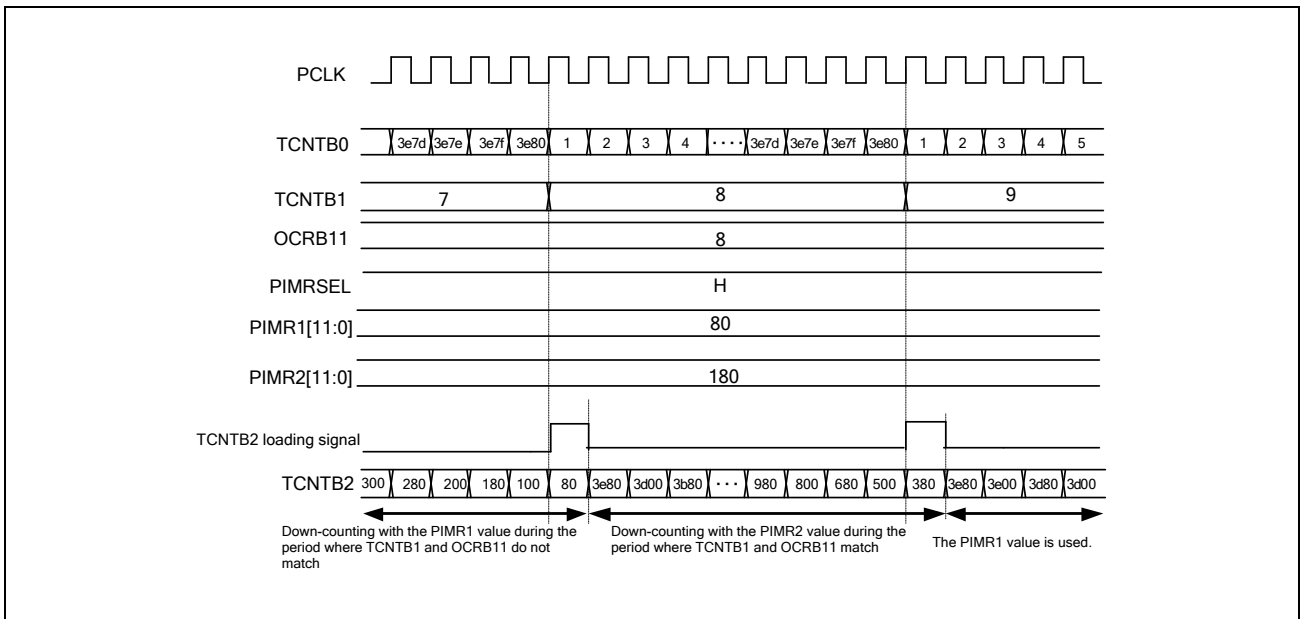 PCLK
TCNTB0 3e7d 3e7e 3e7f 3e80 1 2 3 4 ···· 3e7d 3e7e 3e7f 3e80 1 2 3 4 5
TCNTB1 7 8 9
OCRB11 8
PIMRSEL H
PIMR1[11:0] 80
PIMR2[11:0] 180
TCNTB2 loading signal
TCNTB2 300 280 200 180 100 80 3e80 3d00 3b80 ··· 980 800 680 500 380 3e80 3e00 3d80 3d00
Down-counting with the PIMR1 value during the
period where TCNTB1 and OCRB11 do not
match
Down-counting with the PIMR2 value during the
period where TCNTB1 and OCRB11 match
The PIMR1 value is used.